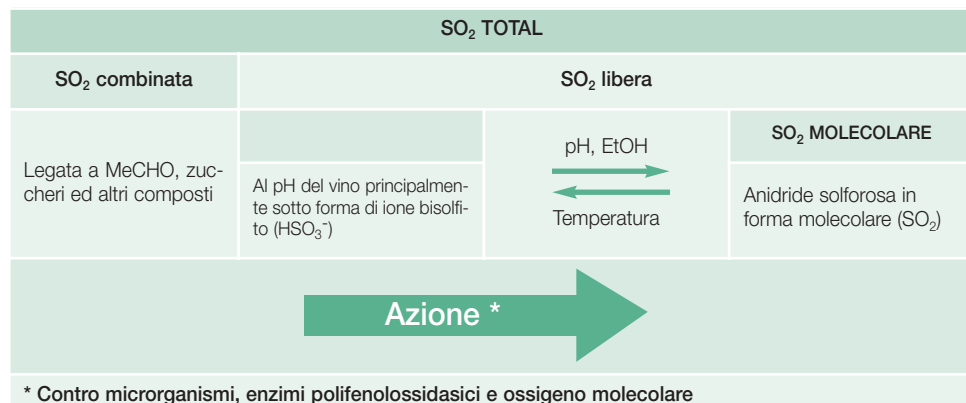 SO₂ TOTAL
SO₂ combinata
SO₂ libera
Legata a MeCHO, zuc-
cheri ed altri composti
Al pH del vino principalmen-
te sotto forma di ione bisolfi-
to (HSO₃⁻)
pH, EtOH
Temperatura
SO₂ MOLECOLARE
Anidride solforosa in
forma molecolare (SO₂)
Azione *
* Contro microrganismi, enzimi polifenolossidasici e ossigeno molecolare